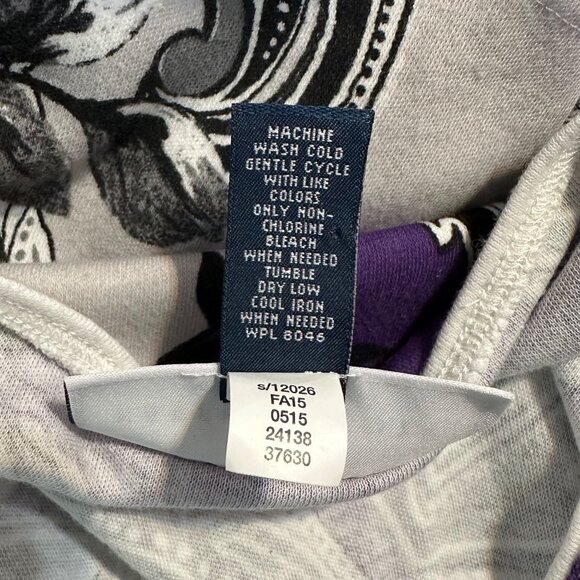 MACHINE
WASH COLD
GENTLE CYCLE
WITH LIKE
COLORS
ONLY NON-
CHLORINE
BLEACH
WHEN NEEDED
TUMBLE
DRY LOW
COOL IRON
WHEN NEEDED
WPL 8046
s/12026
FA15
0515
24138
37630